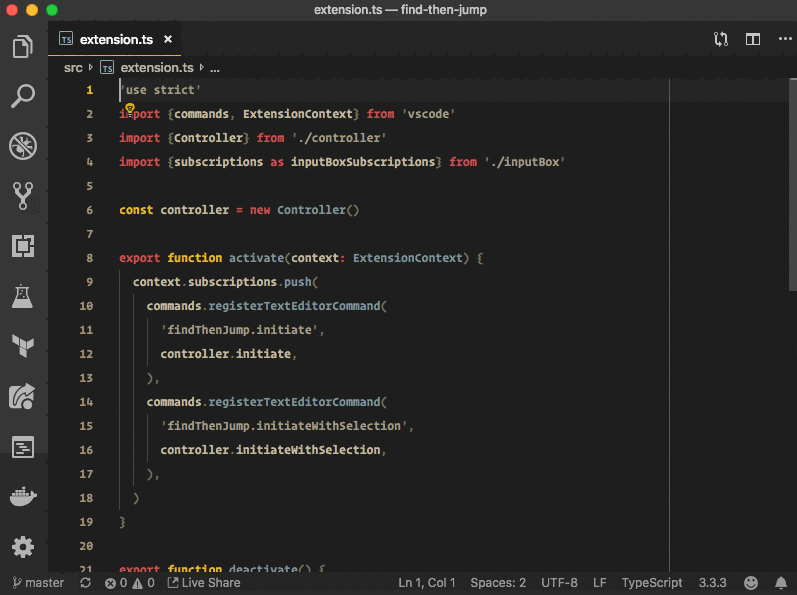 extension.ts — find-then-jump
TS extension.ts ×
src › TS extension.ts › ...
1 'use strict'
2 import {commands, ExtensionContext} from 'vscode'
3 import {Controller} from './controller'
4 import {subscriptions as inputBoxSubscriptions} from './inputBox'
5
6 const controller = new Controller()
7
8 export function activate(context: ExtensionContext) {
9 context.subscriptions.push(
10 commands.registerTextEditorCommand(
11 'findThenJump.initiate',
12 controller.initiate,
13 ),
14 commands.registerTextEditorCommand(
15 'findThenJump.initiateWithSelection',
16 controller.initiateWithSelection,
17 ),
18 )
19 }
20
21 export function deactivate() {
master 0 0 Live Share Ln 1, Col 1 Spaces: 2 UTF-8 LF TypeScript 3.3.3